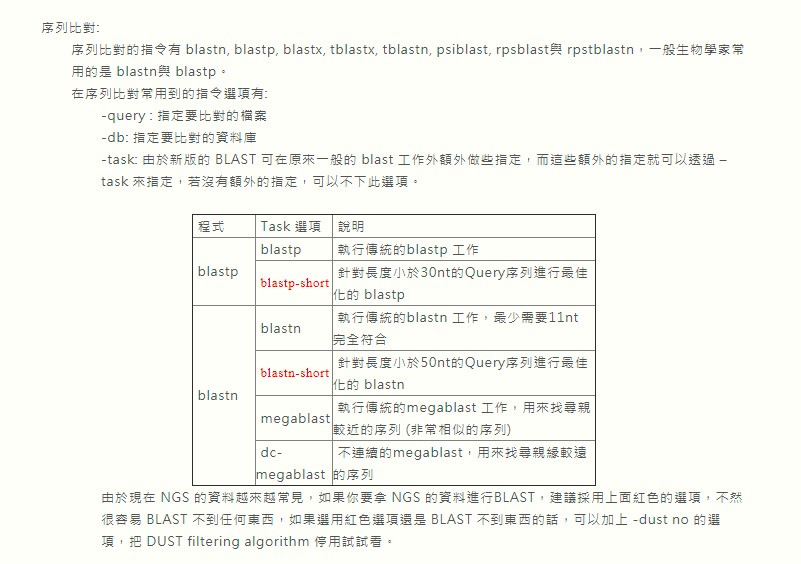 序列比對:
序列比對的指令有 blastn, blastp, blastx, tblastx, tblastn, psiblast, rpsblast與 rpstblastn，一般生物學家常
用的是 blastn與 blastp。
在序列比對常用到的指令選項有:
-query : 指定要比對的檔案
-db: 指定要比對的資料庫
-task: 由於新版的 BLAST 可在原來一般的 blast 工作外額外做些指定，而這些額外的指定就可以透過 –
task 來指定，若沒有額外的指定，可以不下此選項。
程式 Task 選項 說明
blastp
blastp 執行傳統的blastp 工作
blastp-short 針對長度小於30nt的Query序列進行最佳
化的 blastp
blastn
blastn 執行傳統的blastn 工作，最少需要11nt
完全符合
blastn-short 針對長度小於50nt的Query序列進行最佳
化的 blastn
megablast 執行傳統的megablast 工作，用來找尋親
較近的序列 (非常相似的序列)
dc- 不連續的megablast，用來找尋親緣較遠
megablast 的序列
由於現在 NGS 的資料越來越常見，如果你要拿 NGS 的資料進行BLAST，建議採用上面紅色的選項，不然
很容易 BLAST 不到任何東西，如果選用紅色選項還是 BLAST 不到東西的話，可以加上 -dust no 的選
項，把 DUST filtering algorithm 停用試試看。